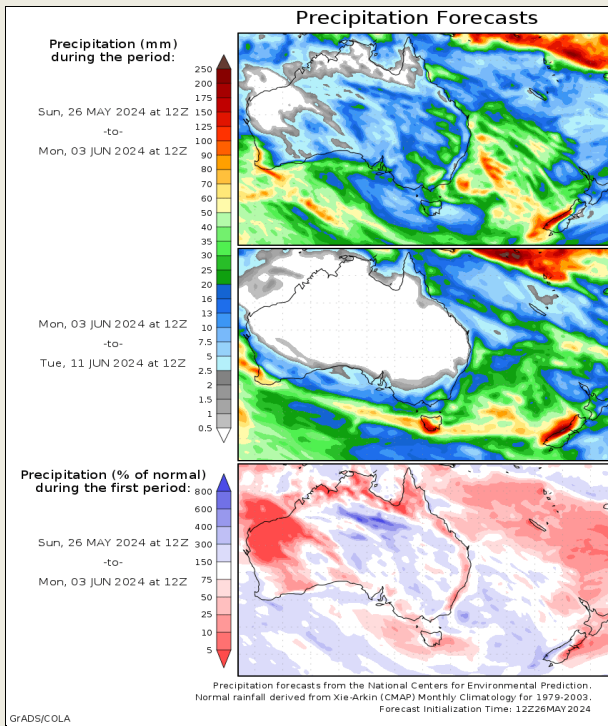 Precipitation Forecasts
Precipitation (mm)
during the period:
Sun, 26 MAY 2024 at 12Z
-to-
Mon, 03 JUN 2024 at 12Z
250
200
175
150
125
100
90
80
70
60
50
40
35
30
25
20
16
13
10
7.5
5
2.5
2
1.5
1
0.5
Mon, 03 JUN 2024 at 12Z
-to-
Tue, 11 JUN 2024 at 12Z
Precipitation (% of normal)
during the first period:
Sun, 26 MAY 2024 at 12Z
-to-
Mon, 03 JUN 2024 at 12Z
800
600
400
300
150
75
50
25
10
5
Precipitation forecasts from the National Centers for Environmental Prediction.
Normal rainfall derived from Xie-Arkin (CMAP) Monthly Climatology for 1979-2003.
Forecast Initialization Time: 12Z26MAY2024
GrADS/COLA